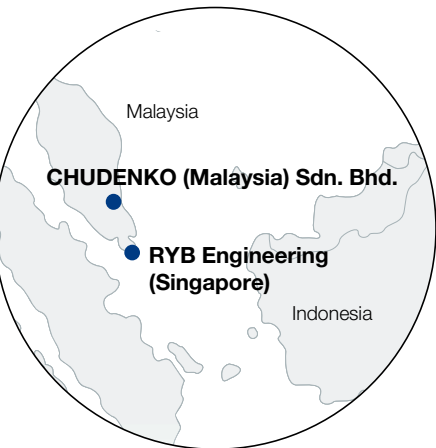 Malaysia
CHUDENKO (Malaysia) Sdn. Bhd.
RYB Engineering
(Singapore)
Indonesia